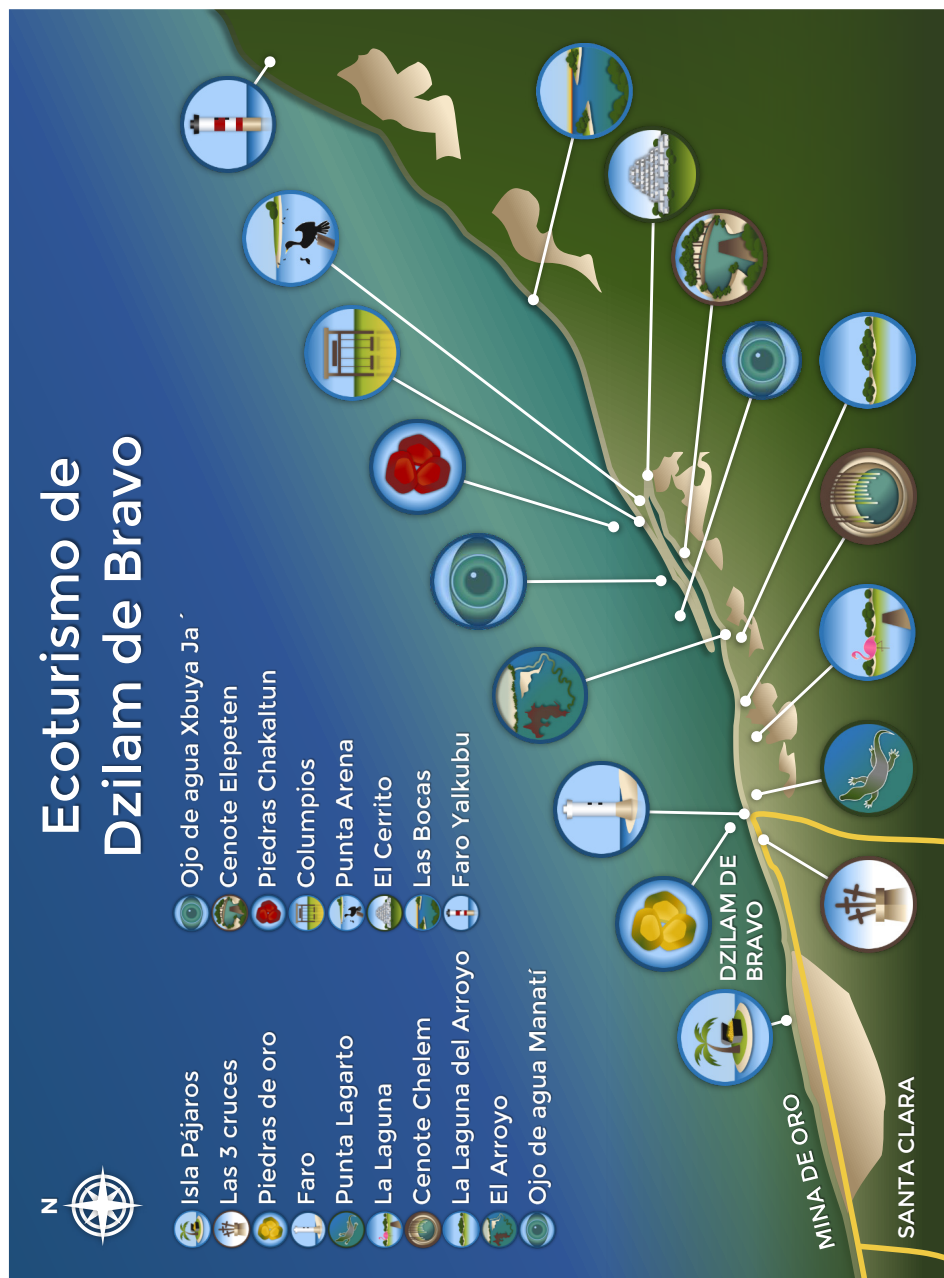 Ecoturismo de
Dzilam de Bravo
N
Isla Pájaros
Las 3 cruces
Piedras de oro
Faro
Punta Lagarto
La Laguna
Cenote Chelem
La Laguna del Arroyo
El Arroyo
Ojo de agua Manatí
Ojo de agua Xbuya Ja´
Cenote Elepeten
Piedras Chakaltun
Columpios
Punta Arena
El Cerrito
Las Bocas
Faro Yalkubu
DZILAM DE
BRAVO
MINA DE ORO
SANTA CLARA